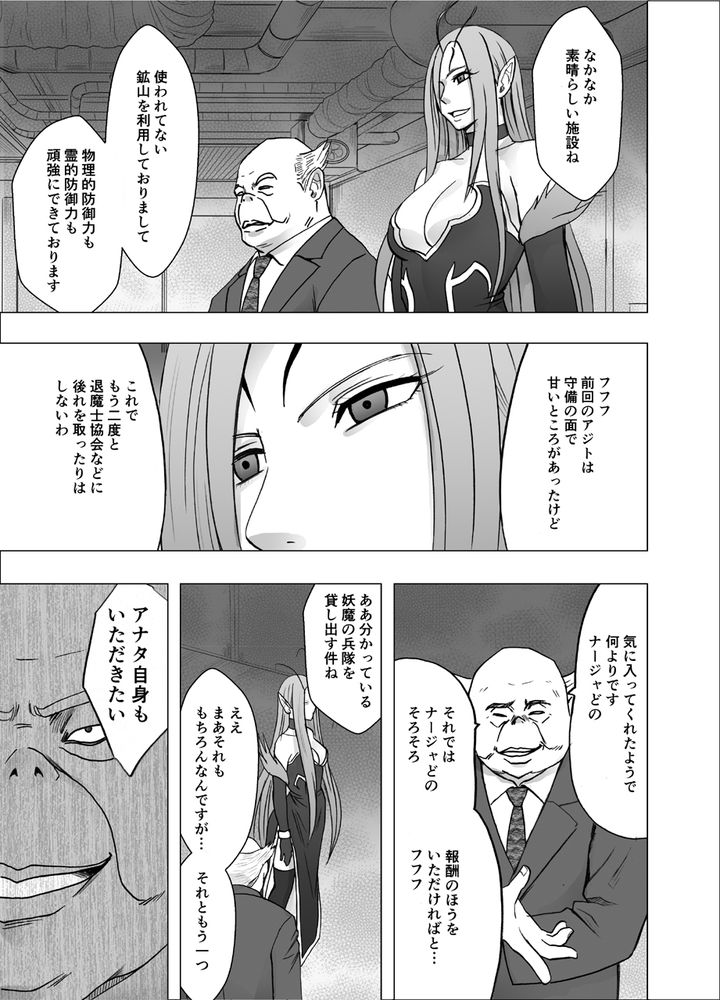 なかなか
素晴らしい施設ね
使われてない
鉱山を利用しておりまして
物理的防御力も
霊的防御力も
頑強にできております
フフフ
前回のアジトは
守備の面で
甘いところがあったけど
これで
もう二度と
退魔士協会などに
後れを取ったりは
しないわ
気に入ってくれたようで
何よりです
ナージャどの
それでは
ナージャどの
そろそろ
報酬のほうを
いただければと…
フフフ
ああ分かっている
妖魔の兵隊を
貸し出す件ね
ええ
まあそれも
もちろんなんですが…
それともう一つ
アナタ自身も
いただきたい